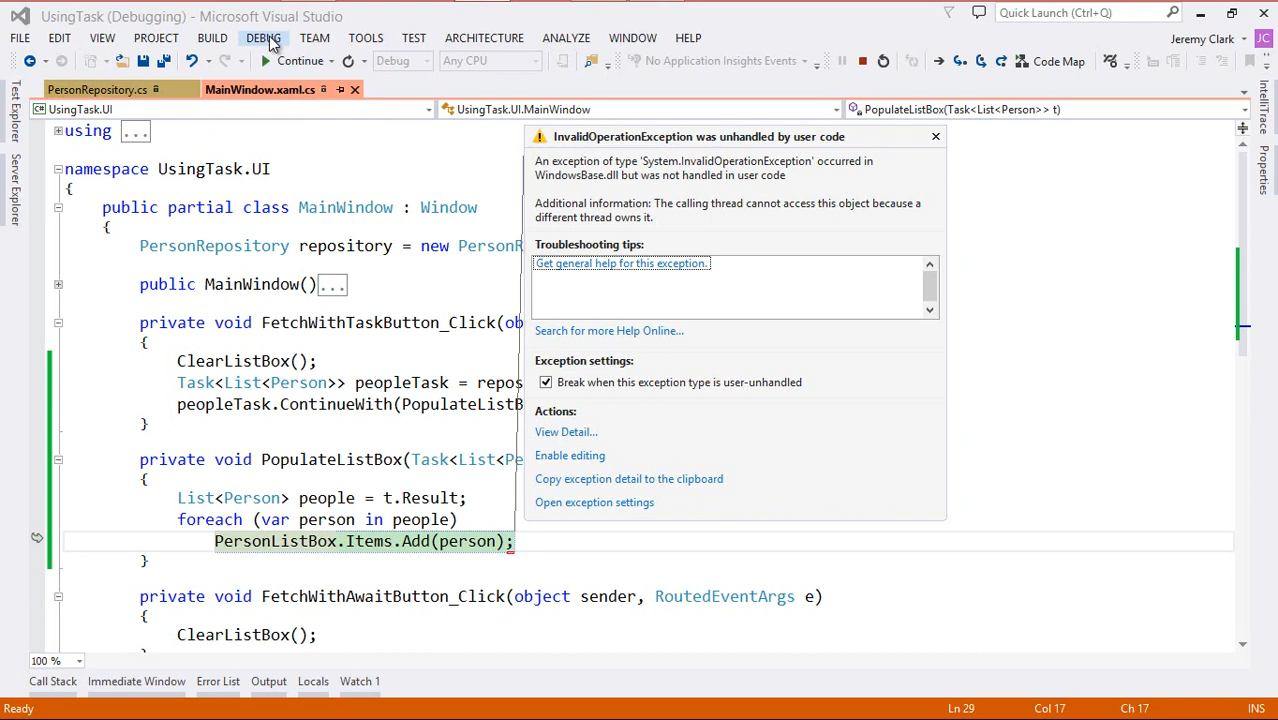 UsingTask (Debugging) - Microsoft Visual Studio
Quick Launch (Ctrl+Q)
FILE EDIT VIEW PROJECT BUILD DEBUG TEAM TOOLS TEST ARCHITECTURE ANALYZE WINDOW HELP
Jeremy Clark JC
Continue Debug Any CPU No Application Insights Events Code Map
PersonRepository.cs MainWindow.xaml.cs
UsingTask.UI UsingTask.UI.MainWindow PopulateListBox(Task<List<Person>> t)
Test Explorer
Server Explorer
IntelliTrace
Properties
using ...
namespace UsingTask.UI
{
public partial class MainWindow : Window
{
PersonRepository repository = new PersonR
public MainWindow()...
private void FetchWithTaskButton_Click(ob
{
ClearListBox();
Task<List<Person>> peopleTask = repos
peopleTask.ContinueWith(PopulateListB
}
private void PopulateListBox(Task<List<Pe
{
List<Person> people = t.Result;
foreach (var person in people)
PersonListBox.Items.Add(person);
}
private void FetchWithAwaitButton_Click(object sender, RoutedEventArgs e)
{
ClearListBox();
InvalidOperationException was unhandled by user code
An exception of type 'System.InvalidOperationException' occurred in
WindowsBase.dll but was not handled in user code
Additional information: The calling thread cannot access this object because a
different thread owns it.
Troubleshooting tips:
Get general help for this exception.
Search for more Help Online...
Exception settings:
Break when this exception type is user-unhandled
Actions:
View Detail...
Enable editing
Copy exception detail to the clipboard
Open exception settings
100 %
Call Stack Immediate Window Error List Output Locals Watch 1
Ready Ln 29 Col 17 Ch 17 INS